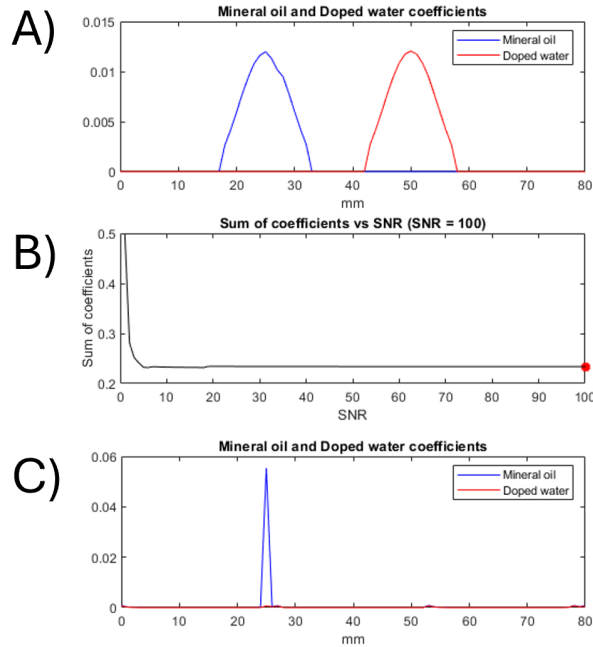 A)
Mineral oil and Doped water coefficients
0.015
0.01
0.005
0
Mineral oil
Doped water
0 10 20 30 40 50 60 70 80
mm
B)
Sum of coefficients vs SNR (SNR = 100)
Sum of coefficients
0.5
0.4
0.3
0.2
0 10 20 30 40 50 60 70 80 90 100
SNR
C)
Mineral oil and Doped water coefficients
0.06
0.04
0.02
0
Mineral oil
Doped water
0 10 20 30 40 50 60 70 80
mm